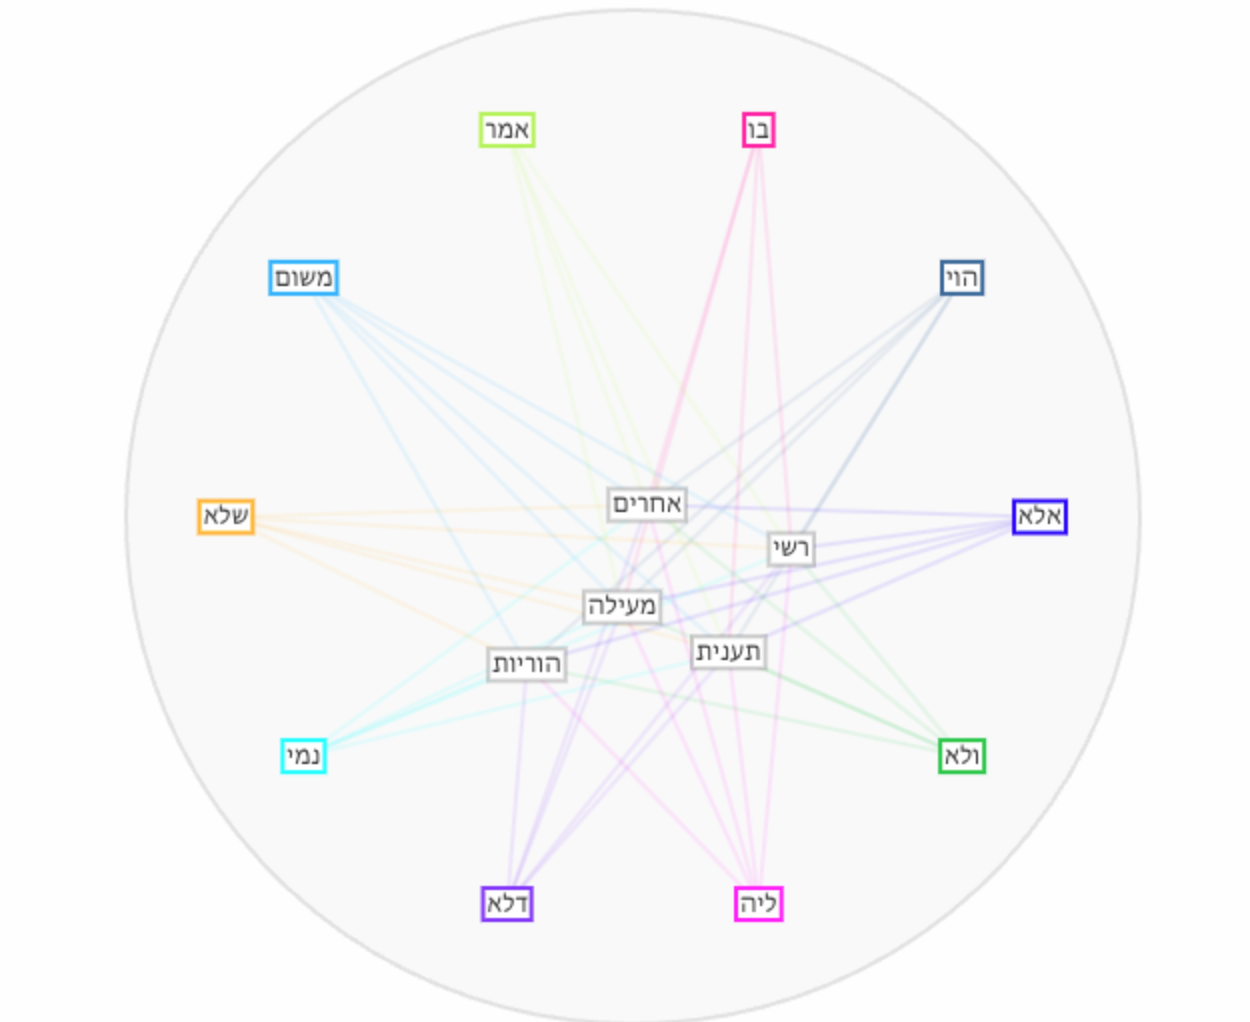 בו
אמר
הוי
משום
אחרים
אלא
שלא
רשי
מעילה
תענית
הוריות
ולא
נמי
ליה
דלא